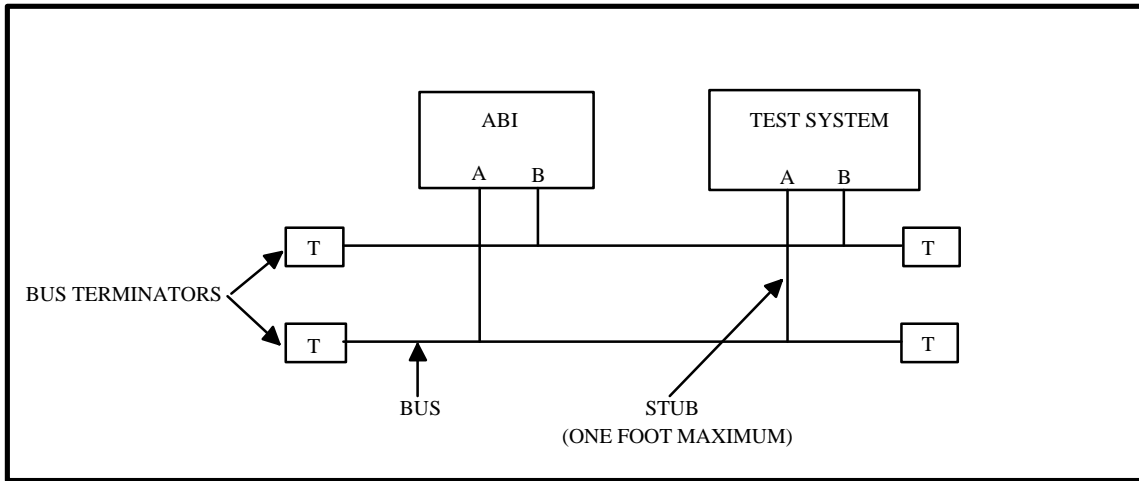 ABI
TEST SYSTEM
A B
A B
T
T
BUS TERMINATORS
T
T
BUS
STUB
(ONE FOOT MAXIMUM)